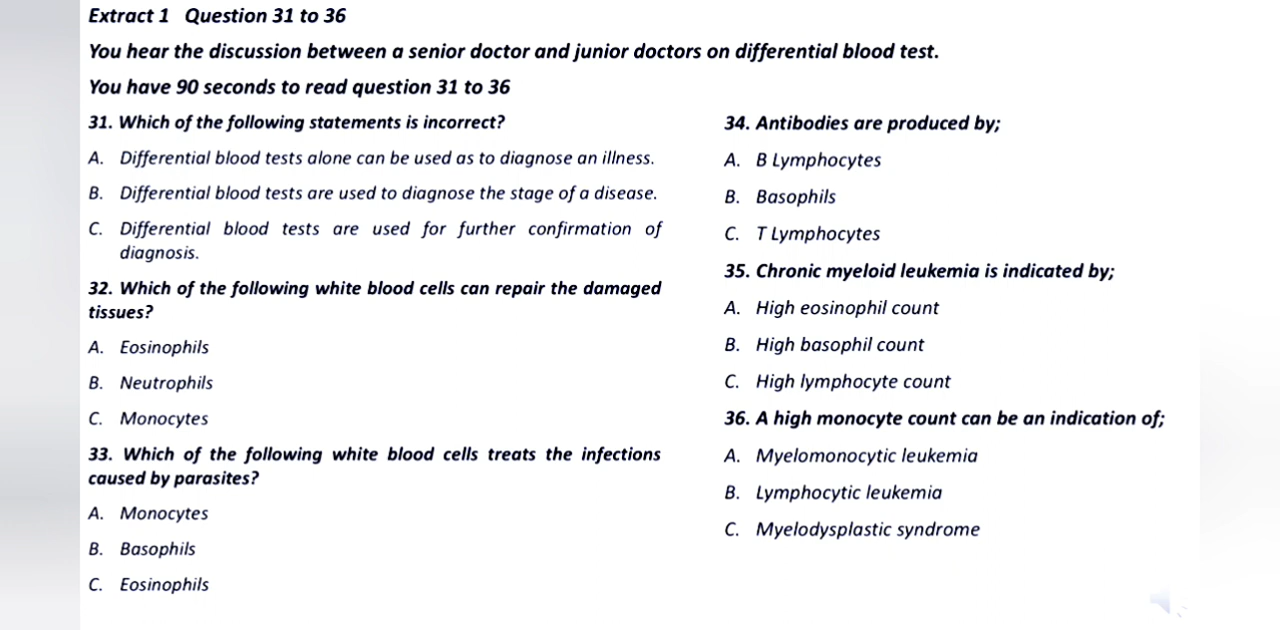 Extract 1 Question 31 to 36
You hear the discussion between a senior doctor and junior doctors on differential blood test.
You have 90 seconds to read question 31 to 36
31. Which of the following statements is incorrect?
A. Differential blood tests alone can be used as to diagnose an illness.
B. Differential blood tests are used to diagnose the stage of a disease.
C. Differential blood tests are used for further confirmation of
diagnosis.
32. Which of the following white blood cells can repair the damaged
tissues?
A. Eosinophils
B. Neutrophils
C. Monocytes
33. Which of the following white blood cells treats the infections
caused by parasites?
A. Monocytes
B. Basophils
C. Eosinophils
34. Antibodies are produced by;
A. B Lymphocytes
B. Basophils
C. T Lymphocytes
35. Chronic myeloid leukemia is indicated by;
A. High eosinophil count
B. High basophil count
C. High lymphocyte count
36. A high monocyte count can be an indication of;
A. Myelomonocytic leukemia
B. Lymphocytic leukemia
C. Myelodysplastic syndrome